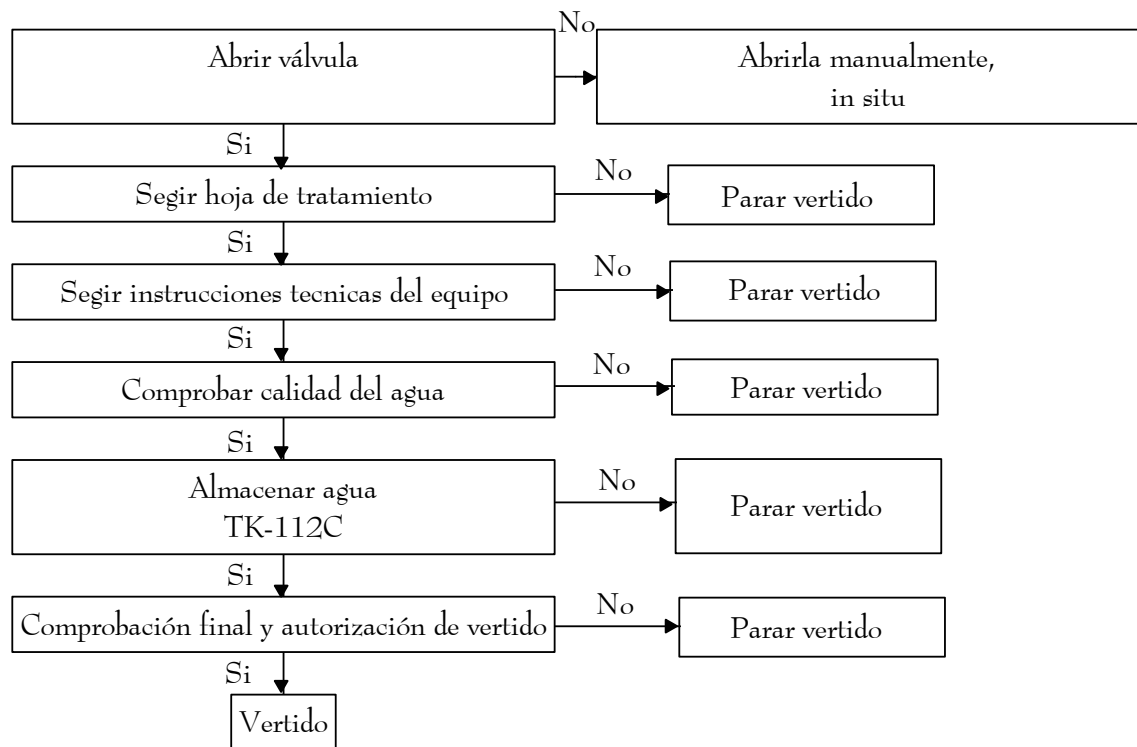 No
Abrir válvula
Abrirla manualmente,
in situ
Si
No
Segir hoja de tratamiento
Parar vertido
Si
No
Segir instrucciones tecnicas del equipo
Parar vertido
Si
No
Comprobar calidad del agua
Parar vertido
Si
No
Almacenar agua
TK-112C
Parar vertido
Si
No
Comprobación final y autorización de vertido
Parar vertido
Si
Vertido